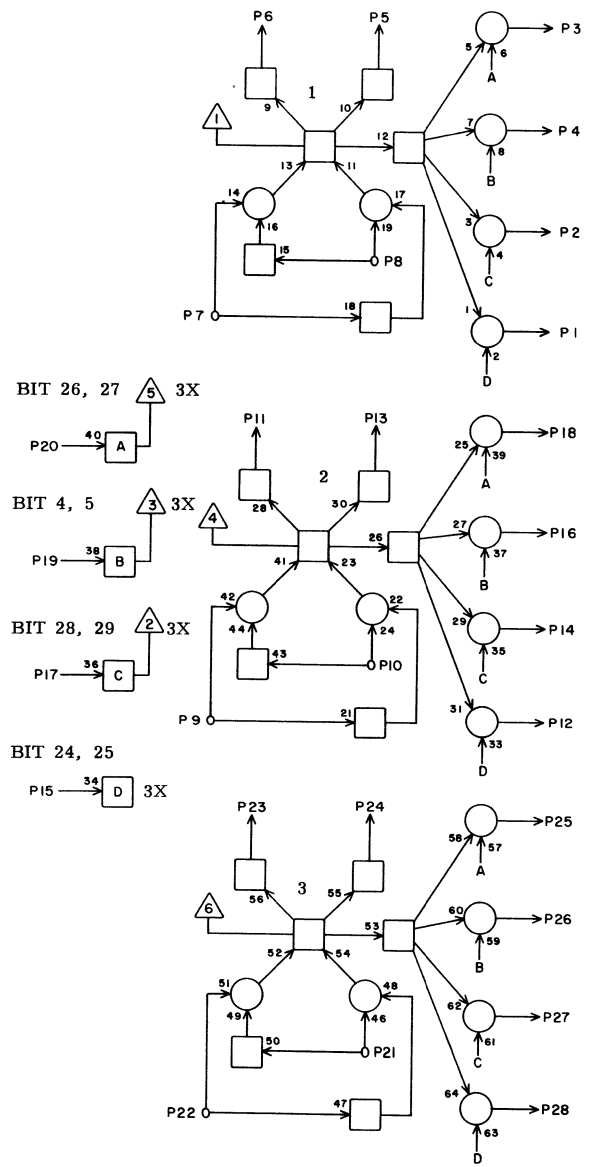 P6 P5
P3
5 6
A
9 1 10
1
12
7 8
P4
B
13 11
14 17
16 19
3 4
P2
C
15
P8
P7
18
1 2
P1
D
BIT 26, 27 5 3X
P20 40 A
P11 P13
25 39
P18
A
BIT 4, 5 3 3X
P19 38 B
4
28 2 30
26
27 37
P16
B
41 23
42 22
44 24
BIT 28, 29 2 3X
P17 36 C
43
P10
29 35
P14
C
P9
21
31 33
P12
D
BIT 24, 25
P15 34 D 3X
P23 P24
58 57
P25
A
56 3 55
6
53
60 59
P26
B
52 54
51 48
49 46
62 61
P27
C
50
P21
P22
47
64 63
P28
D